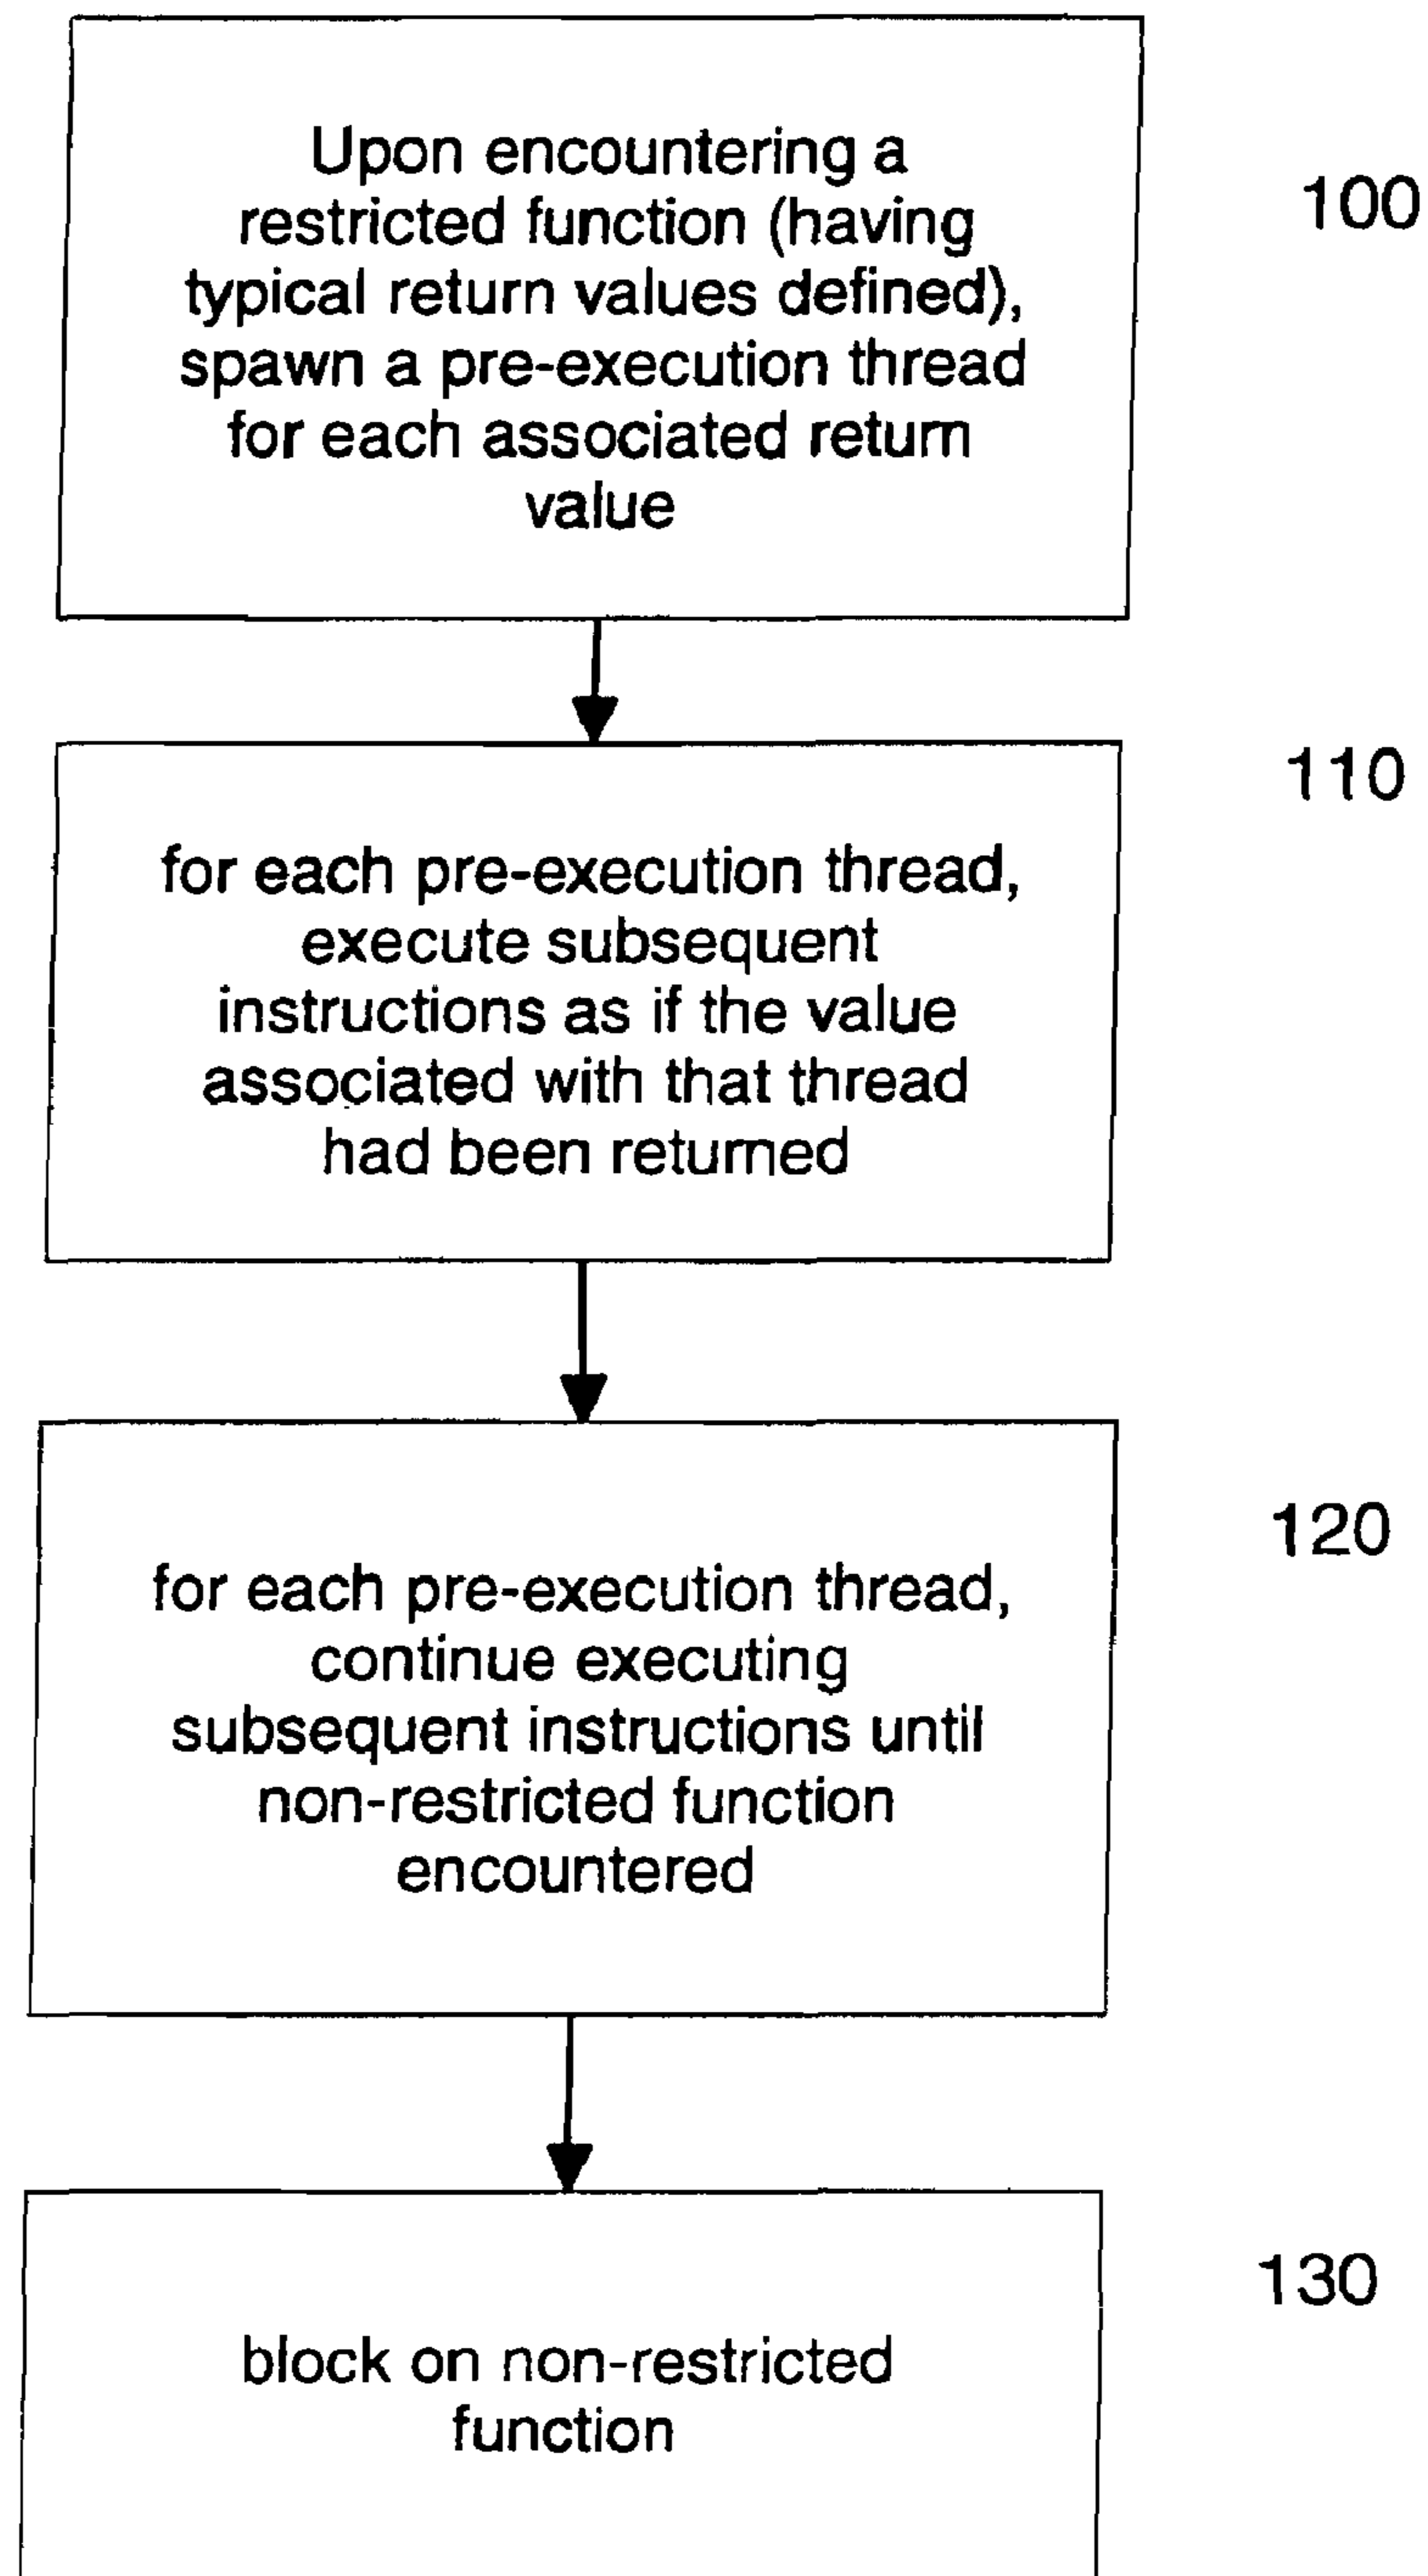 Upon encountering a
restricted function (having
typical return values defined),
spawn a pre-execution thread
for each associated return
value
100
for each pre-execution thread,
execute subsequent
instructions as if the value
associated with that thread
had been returned
110
for each pre-execution thread,
continue executing
subsequent instructions until
non-restricted function
encountered
120
block on non-restricted
function
130